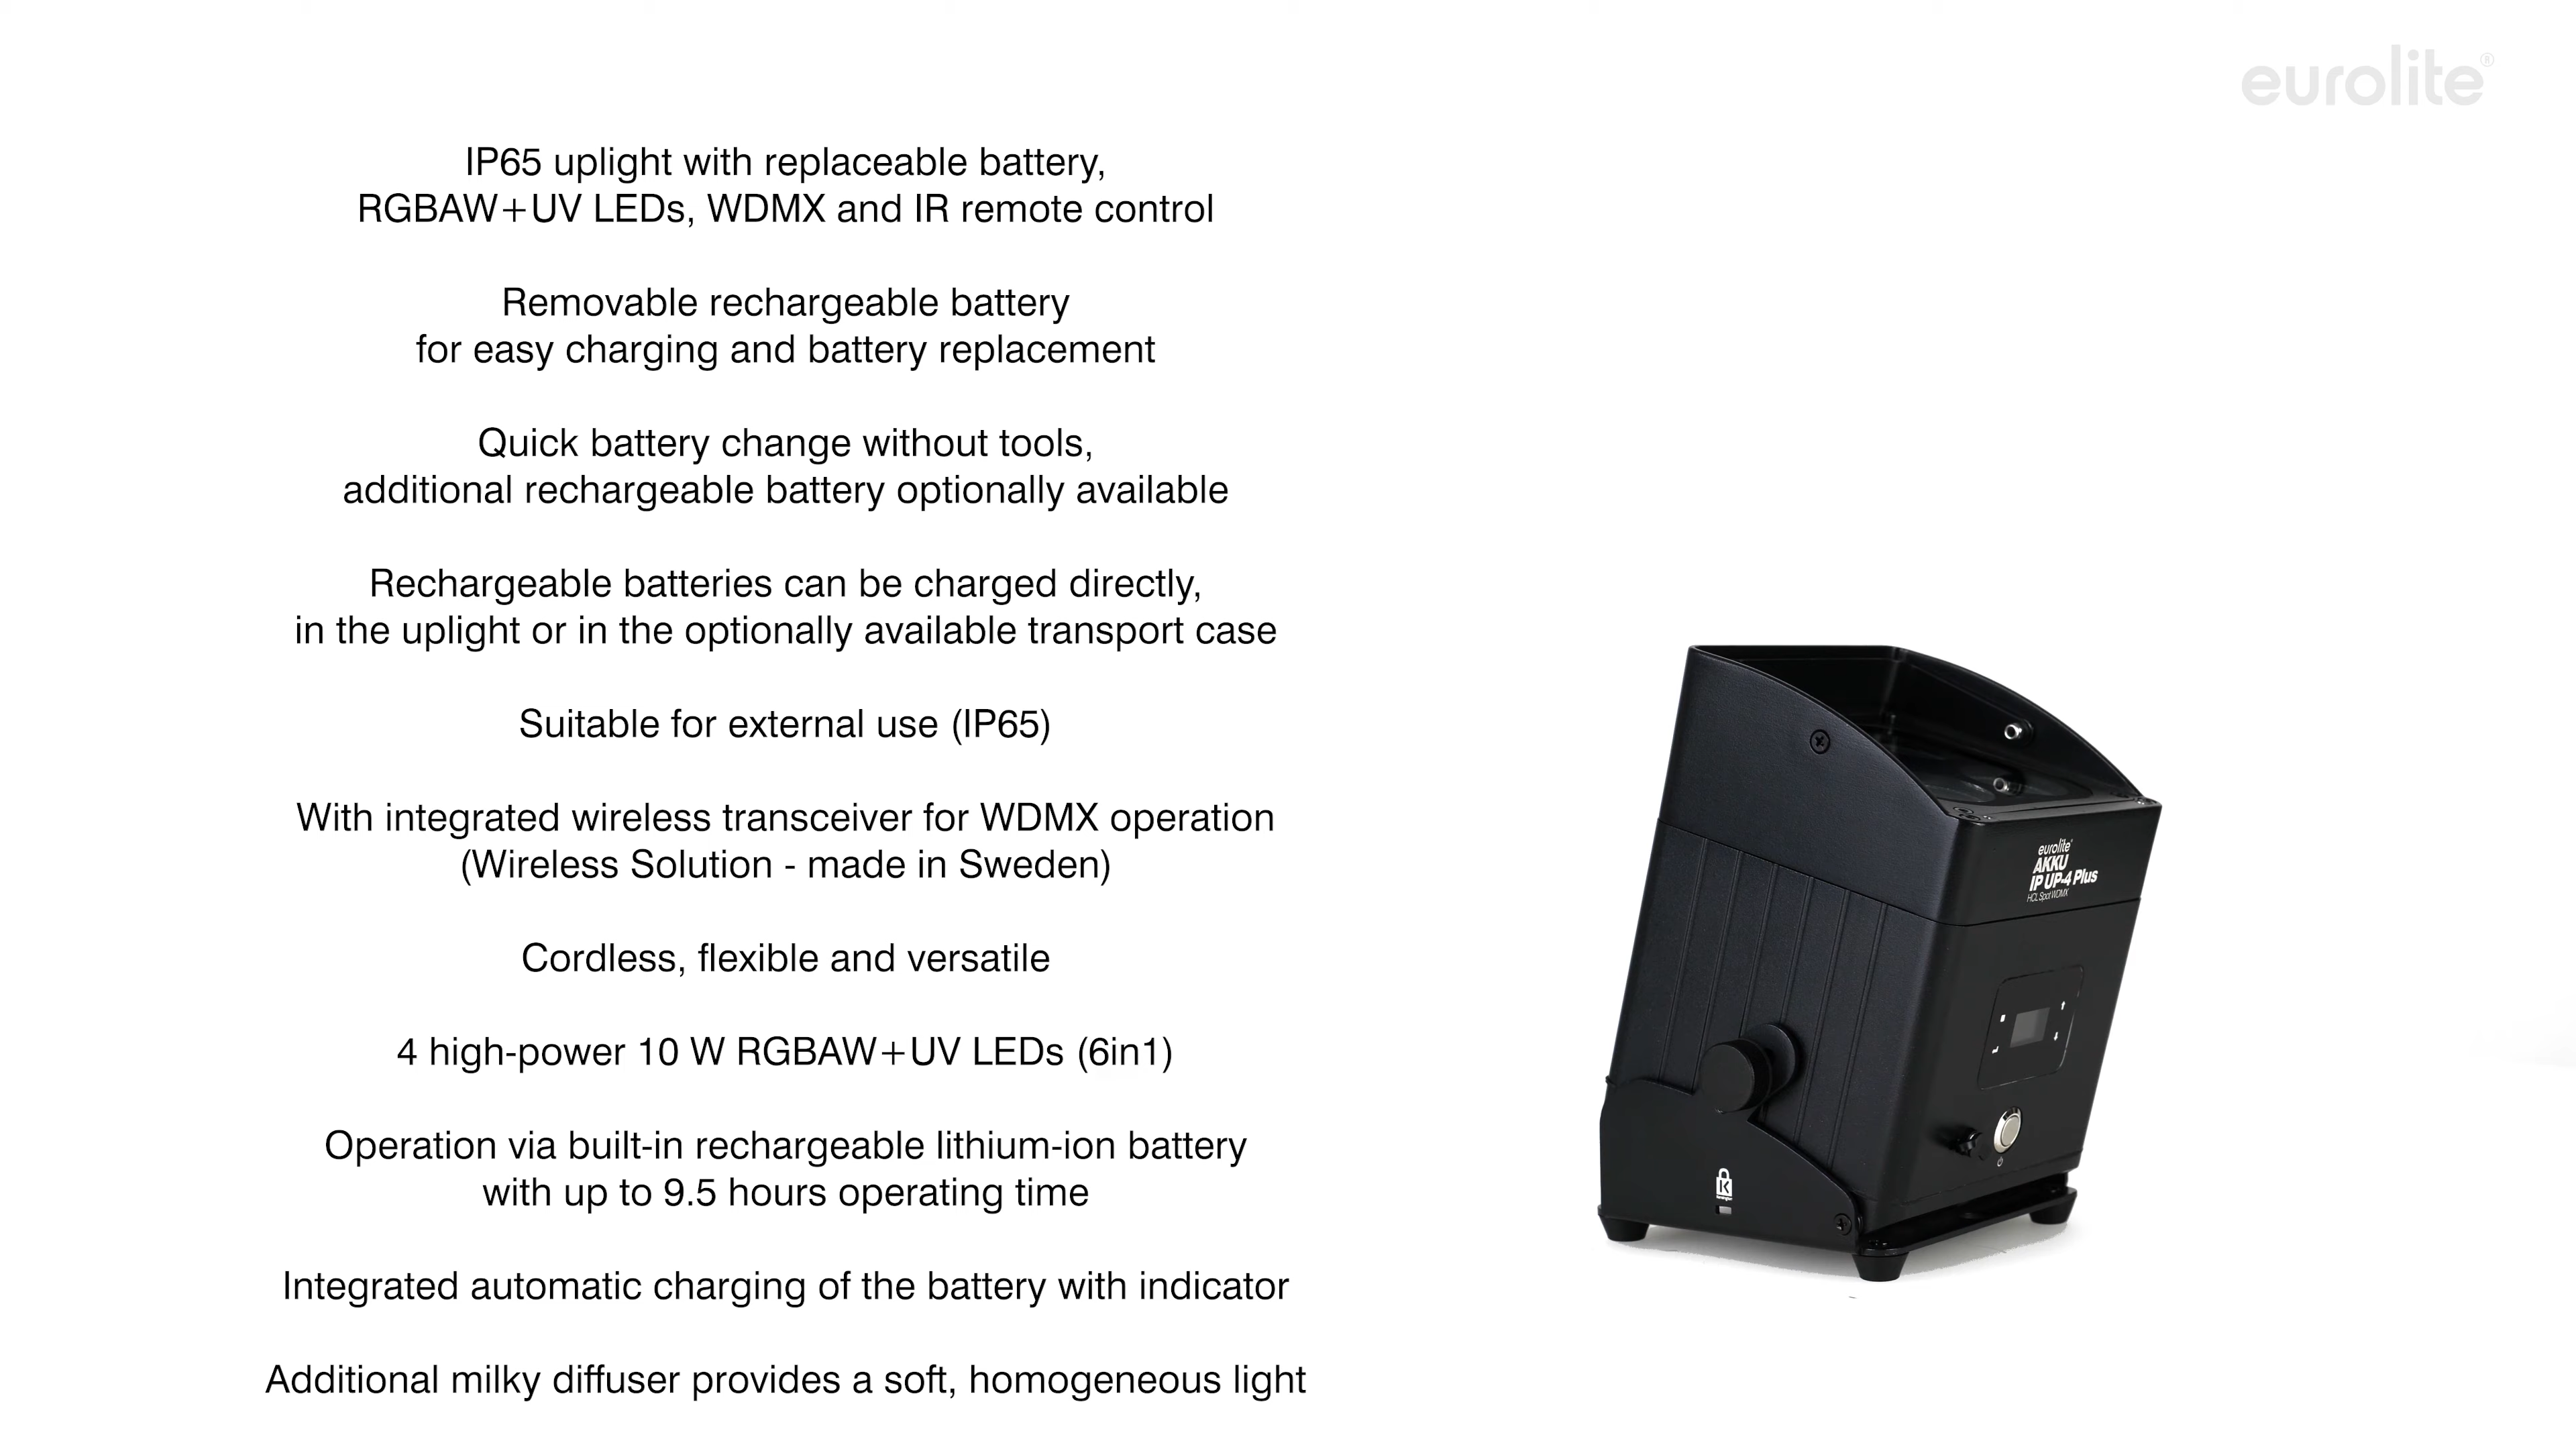 eurolite®
IP65 uplight with replaceable battery,
RGBAW+UV LEDs, WDMX and IR remote control
Removable rechargeable battery
for easy charging and battery replacement
Quick battery change without tools,
additional rechargeable battery optionally available
Rechargeable batteries can be charged directly,
in the uplight or in the optionally available transport case
Suitable for external use (IP65)
With integrated wireless transceiver for WDMX operation
(Wireless Solution - made in Sweden)
Cordless, flexible and versatile
4 high-power 10 W RGBAW+UV LEDs (6in1)
Operation via built-in rechargeable lithium-ion battery
with up to 9.5 hours operating time
Integrated automatic charging of the battery with indicator
Additional milky diffuser provides a soft, homogeneous light
eurolite®
AKKU
IP UP-4 Plus
HCL Spot WDMX
K